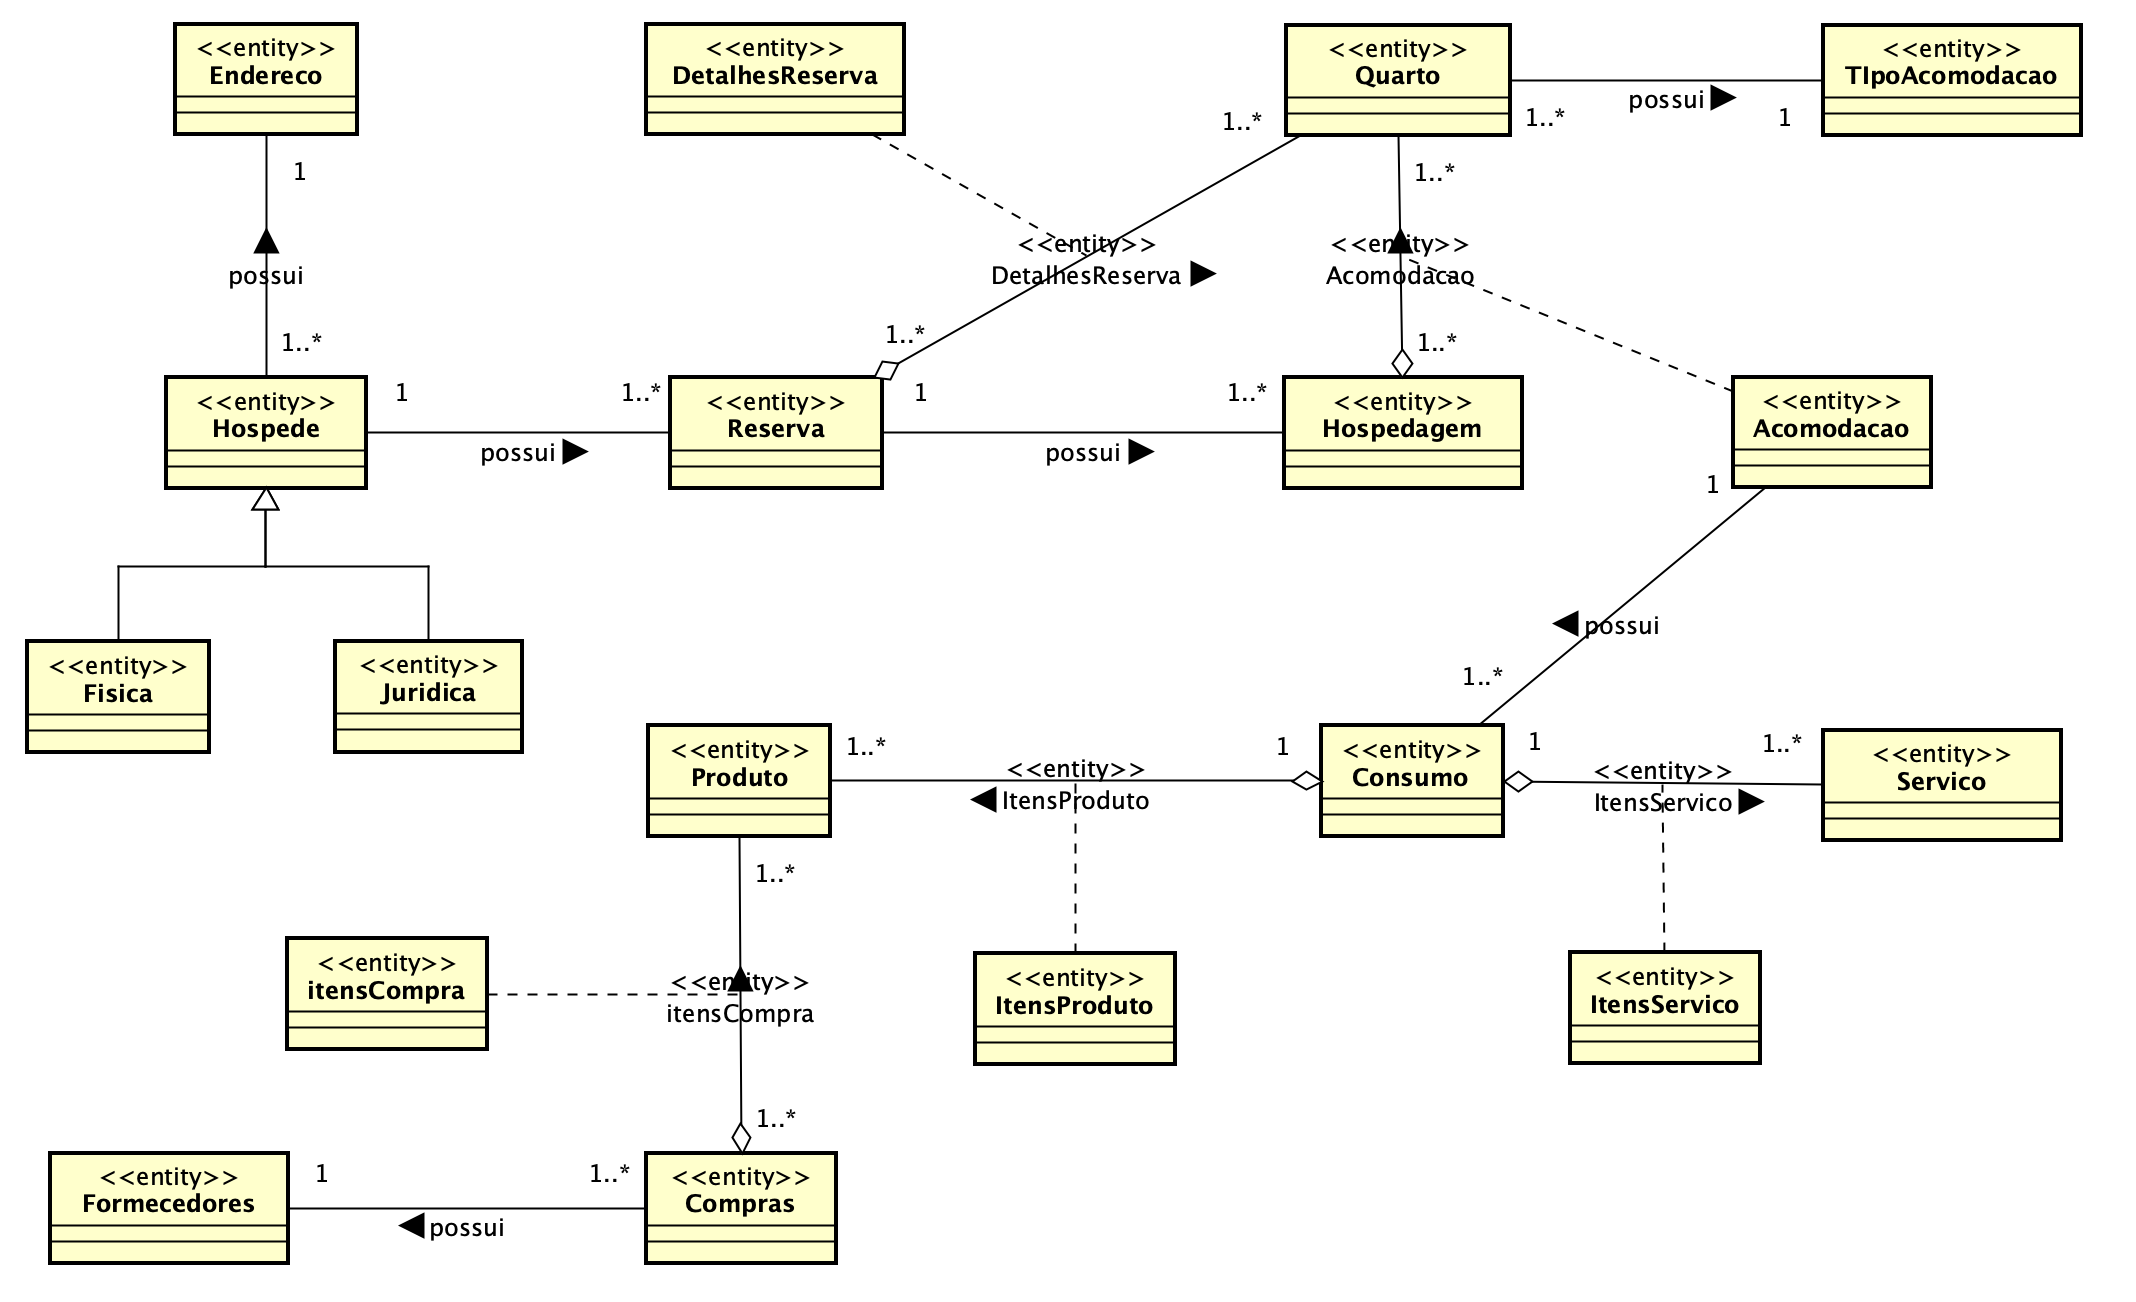 <<entity>>
Endereco
<<entity>>
DetalhesReserva
<<entity>>
Quarto
<<entity>>
TIpoAcomodacao
possui
1..*
1
1..*
1
1..*
possui
<<entity>>
DetalhesReserva
<<entity>>
Acomodacao
1..*
1..*
1..*
<<entity>>
Hospede
1
1..*
possui
<<entity>>
Reserva
1
1..*
possui
<<entity>>
Hospedagem
<<entity>>
Acomodacao
1
possui
1..*
<<entity>>
Fisica
<<entity>>
Juridica
<<entity>>
Produto
1..*
<<entity>>
ItensProduto
1
<<entity>>
Consumo
1
<<entity>>
ItensServico
1..*
<<entity>>
Servico
1..*
<<entity>>
itensCompra
<<entity>>
itensCompra
<<entity>>
ItensProduto
<<entity>>
ItensServico
1..*
<<entity>>
Formecedores
1
1..*
possui
<<entity>>
Compras